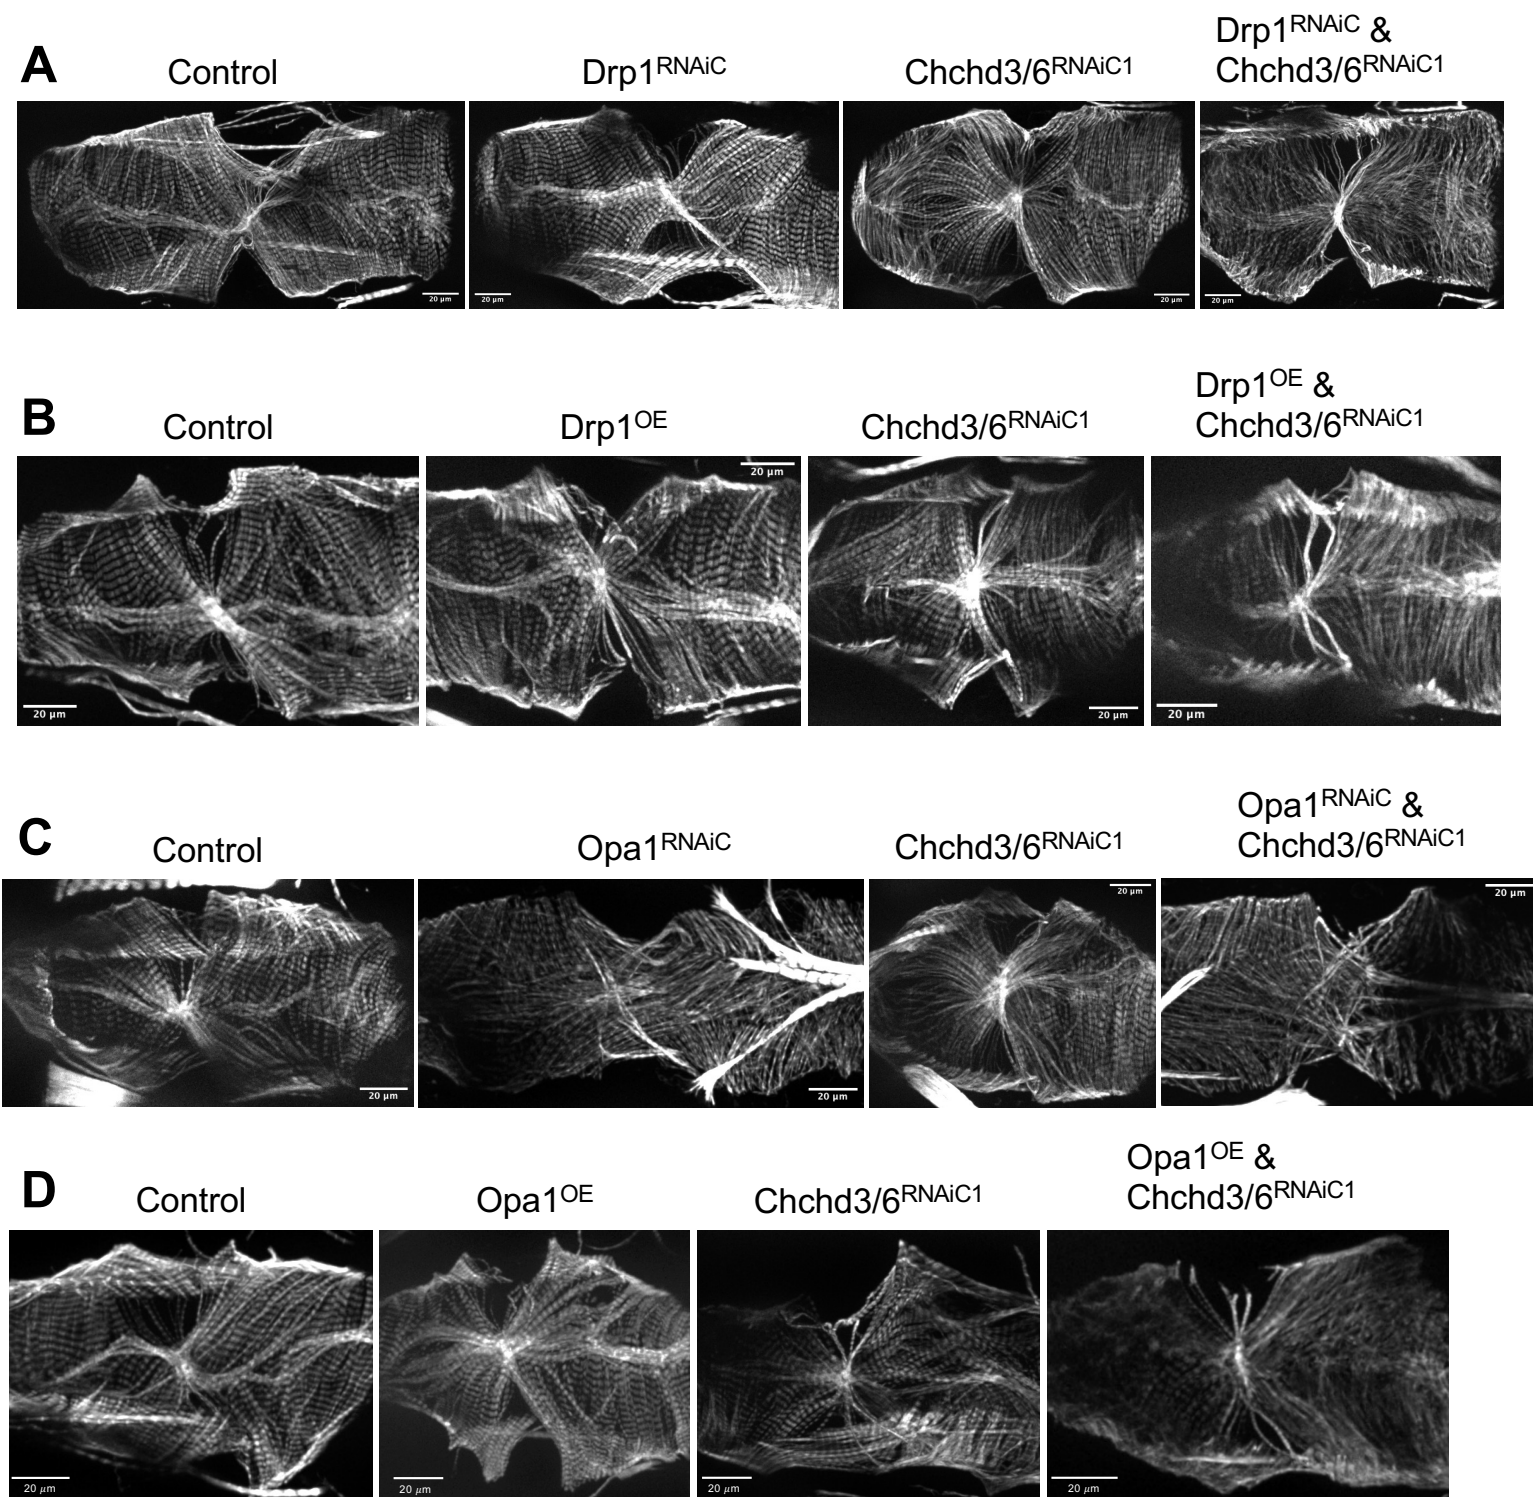 A
Control
Drp1RNAiC
Chchd3/6RNAiC1
Drp1RNAiC &
Chchd3/6RNAiC1
20 µm
20 µm
20 µm
20 µm
B
Control
Drp1OE
Chchd3/6RNAiC1
Drp1OE &
Chchd3/6RNAiC1
20 µm
20 µm
20 µm
20 µm
C
Control
Opa1RNAiC
Chchd3/6RNAiC1
Opa1RNAiC &
Chchd3/6RNAiC1
20 µm
20 µm
20 µm
20 µm
D
Control
Opa1OE
Chchd3/6RNAiC1
Opa1OE &
Chchd3/6RNAiC1
20 µm
20 µm
20 µm
20 µm